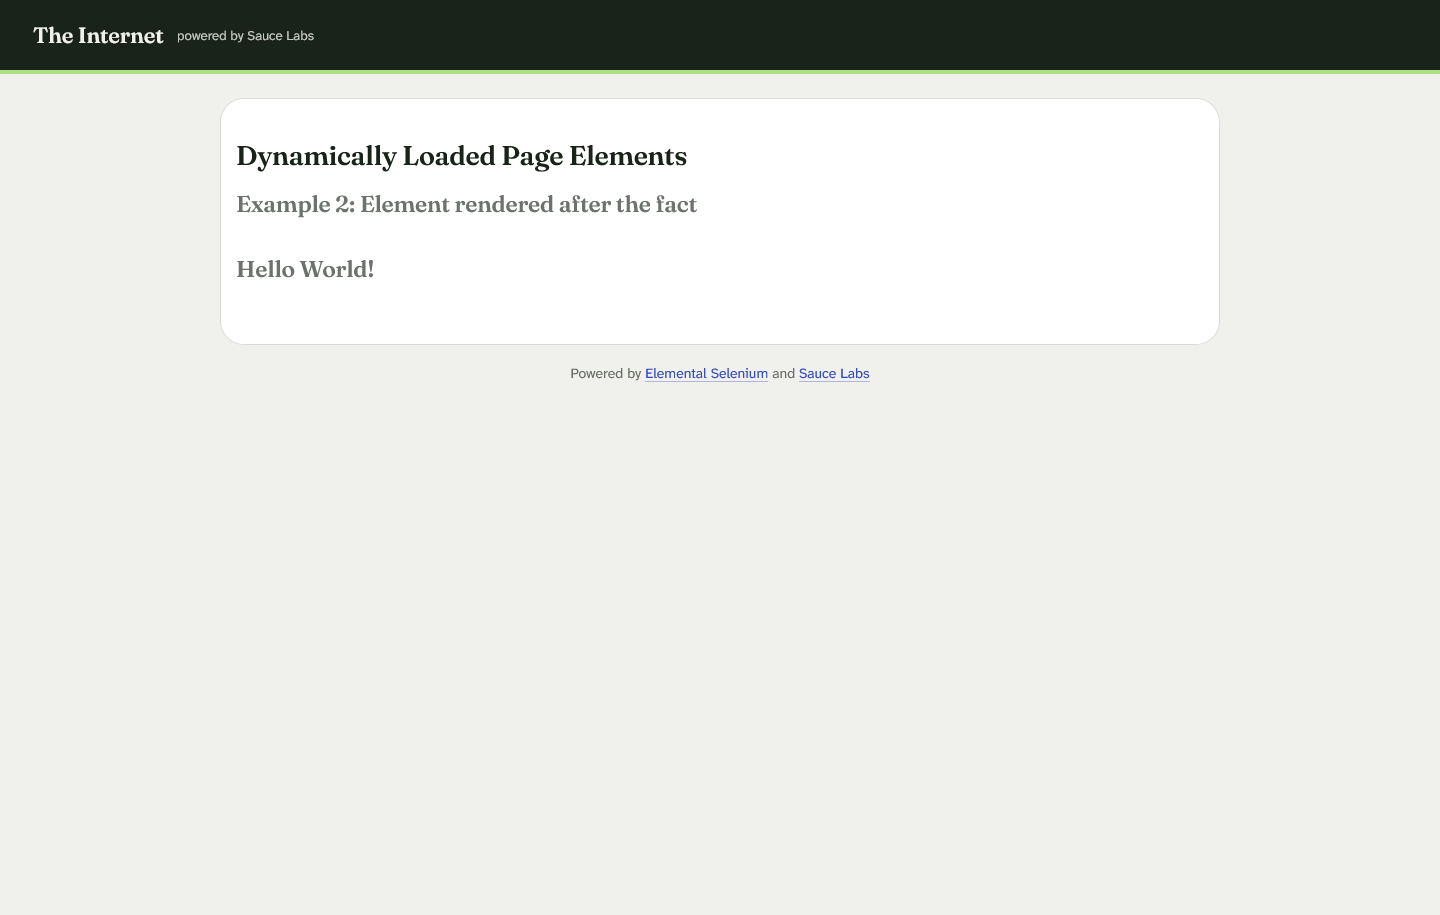 The Internet powered by Sauce Labs
Dynamically Loaded Page Elements
Example 2: Element rendered after the fact
Hello World!
Powered by Elemental Selenium and Sauce Labs